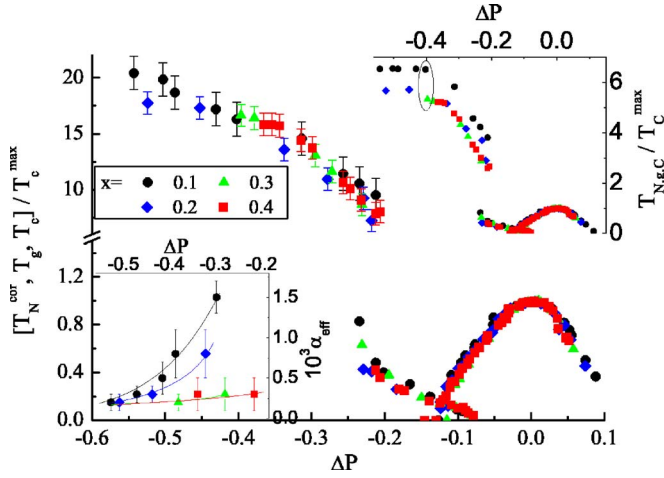 ΔP
-0.4 -0.2 0.0
20
15
10
1.2
0.8
0.4
0.0
[T_N^cor, T_g, T_c] / T_c^max
x= 0.1 0.3
0.2 0.4
6
4
2
0
T_N,g,C / T_C^max
ΔP
-0.5 -0.4 -0.3 -0.2
1.5
1.0
0.5
0.0
10^3 α_eff
-0.6 -0.5 -0.4 -0.3 -0.2 -0.1 0.0 0.1
ΔP